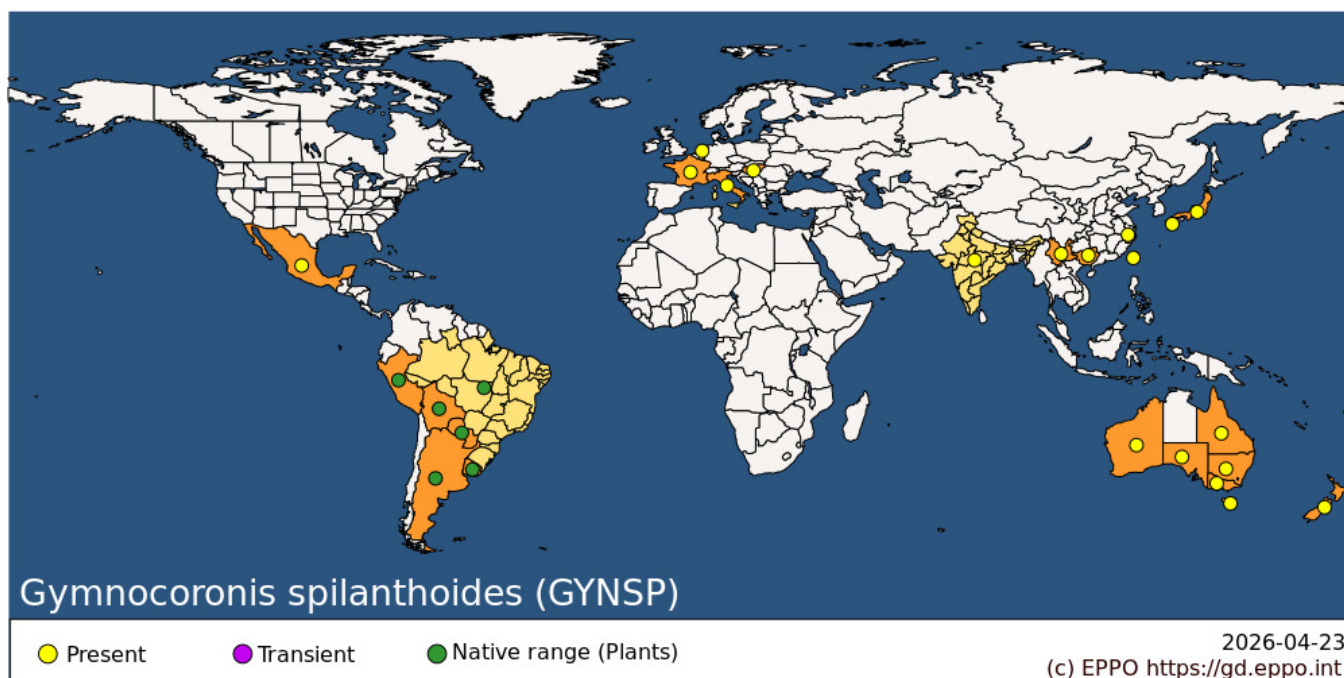 Gymnocoronis spilanthoides (GYNSP)
Present
Transient
Native range (Plants)
2026-04-23
(c) EPPO https://gd.eppo.int